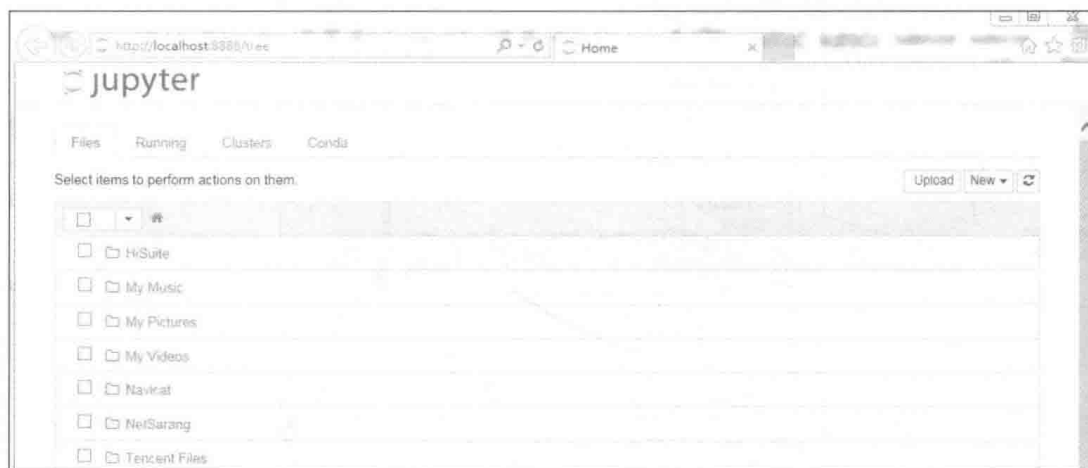 http://localhost:8888/tree
Home
jupyter
Files Running Clusters Conda
Select items to perform actions on them.
Upload New
HiSuite
My Music
My Pictures
My Videos
Navicat
NetSarang
Tencent Files